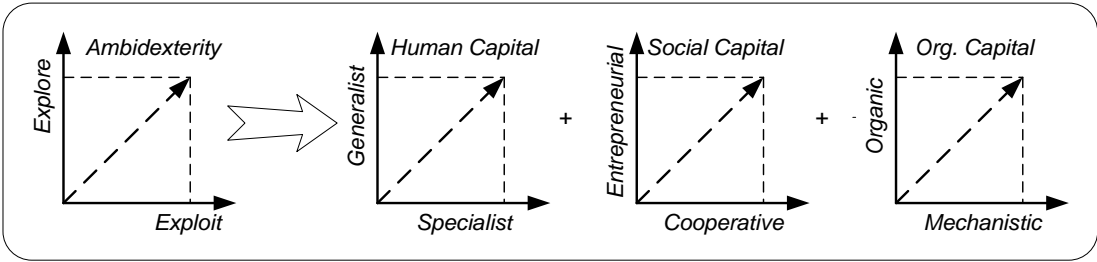 Ambidexterity
Explore
Exploit
Human Capital
Generalist
Specialist
+
Social Capital
Entrepreneurial
Cooperative
+
Org. Capital
Organic
Mechanistic